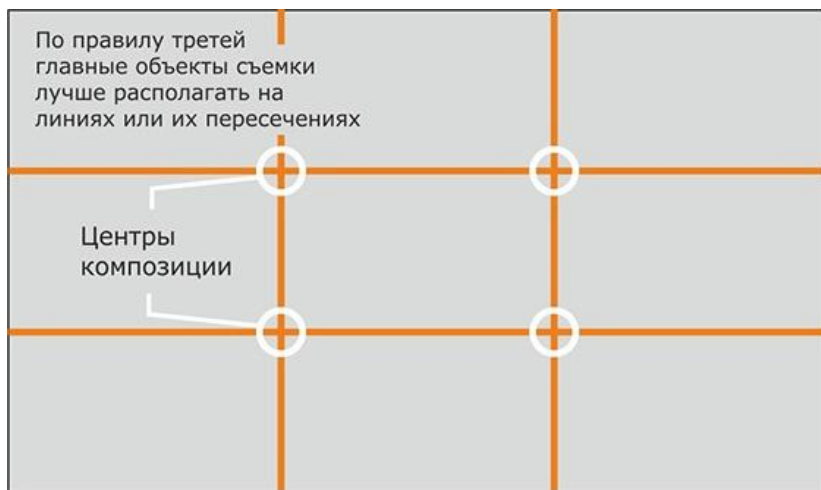 По правилу третей
главные объекты съемки
лучше располагать на
линиях или их пересечениях
Центры
композиции